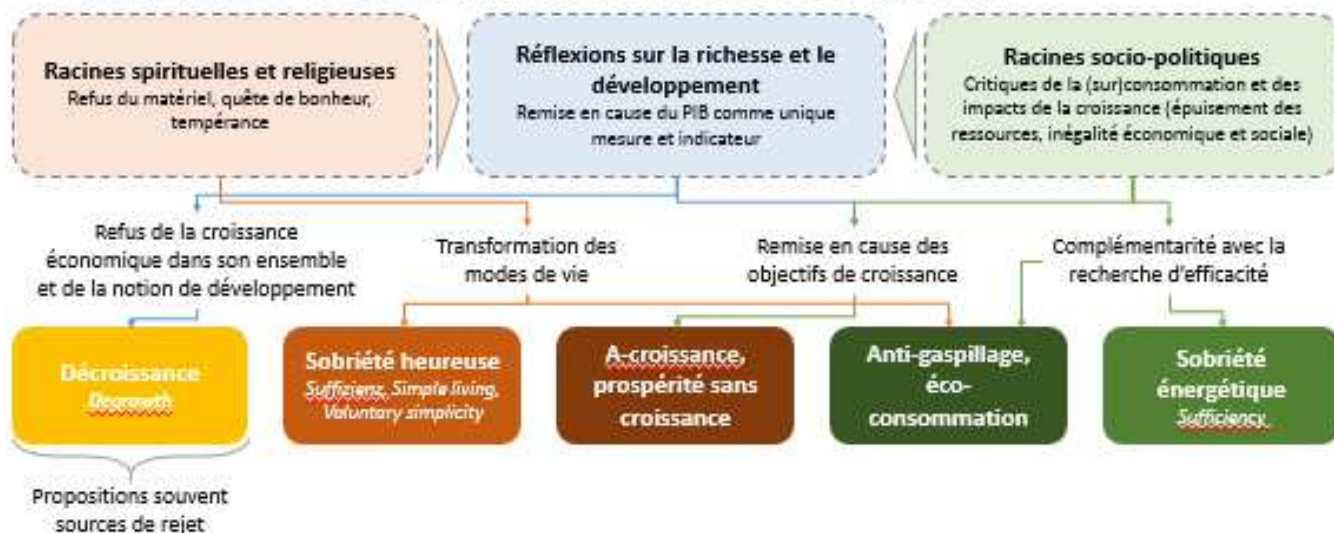 Racines spirituelles et religieuses
Refus du matériel, quête de bonheur,
tempérance
Réflexions sur la richesse et le
développement
Remise en cause du PIB comme unique
mesure et indicateur
Racines socio-politiques
Critiques de la (sur)consommation et des
impacts de la croissance (épuisement des
ressources, inégalité économique et sociale)
Refus de la croissance
économique dans son ensemble
et de la notion de développement
Transformation des
modes de vie
Remise en cause des
objectifs de croissance
Complémentarité avec la
recherche d'efficacité
Décroissance
Degrowth
Sobriété heureuse
Suffizienz, Simple living,
Voluntary simplicity
A-croissance,
prospérité sans
croissance
Anti-gaspillage,
éco-
consommation
Sobriété
énergétique
Sufficiency
Propositions souvent
sources de rejet